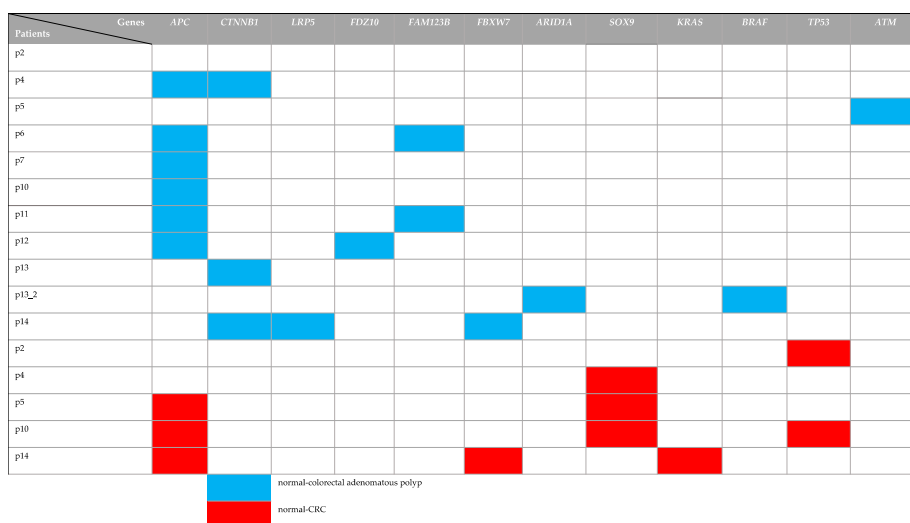 Genes APC CTNNB1 LRP5 FDZ10 FAM123B FBXW7 ARID1A SOX9 KRAS BRAF TP53 ATM
Patients
p2
p4
p5
p6
p7
p10
p11
p12
p13
p13_2
p14
p2
p4
p5
p10
p14
normal-colorectal adenomatous polyp
normal-CRC